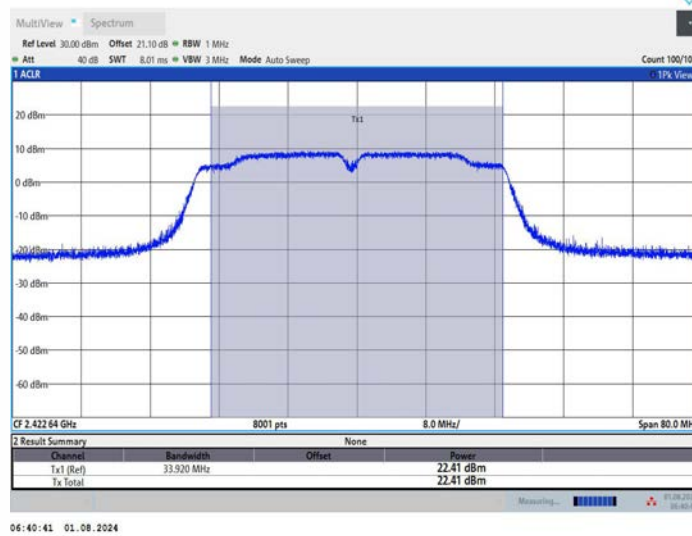 MultiView Spectrum
Ref Level 30.00 dBm Offset 21.10 dB RBW 1 MHz
Att 40 dB SWT 8.01 ms VBW 3 MHz Mode Auto Sweep Count 100/10
1 ACLR 1Pk View
Tx1
20 dBm
10 dBm
0 dBm
-10 dBm
-20 dBm
-30 dBm
-40 dBm
-50 dBm
-60 dBm
CF 2.422 64 GHz 8001 pts 8.0 MHz/ Span 80.0 MH
2 Result Summary None
Channel Bandwidth Offset Power
Tx1 (Ref) 33.920 MHz 22.41 dBm
Tx Total 22.41 dBm
Measuring...
06:40:41 01.08.2024